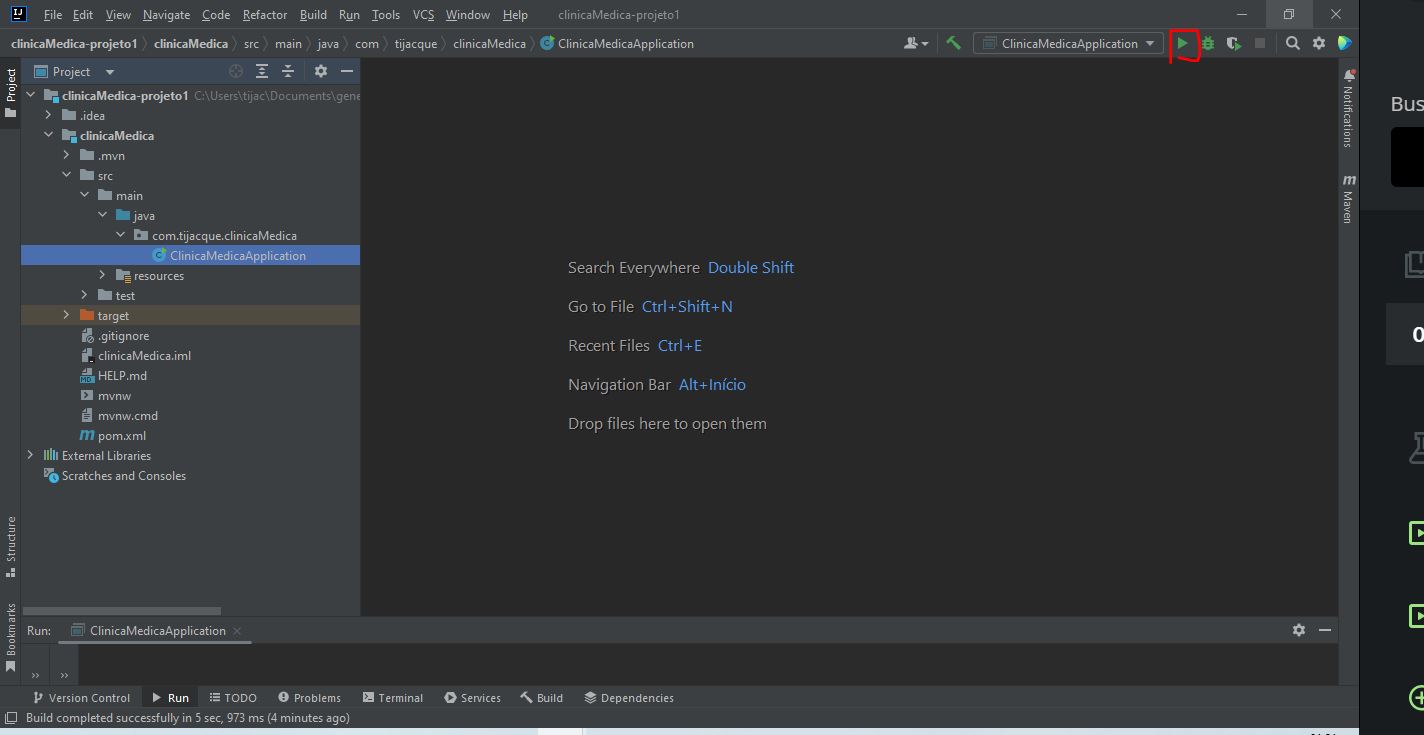 IJ File Edit View Navigate Code Refactor Build Run Tools VCS Window Help clinicaMedica-projeto1
clinicaMedica-projeto1 clinicaMedica src main java com tijacque clinicaMedica ClinicaMedicaApplication ClinicaMedicaApplication
Project
Project
clinicaMedica-projeto1 C:\Users\tijac\Documents\gene
.idea
clinicaMedica
.mvn
src
main
java
com.tijacque.clinicaMedica
ClinicaMedicaApplication
resources
test
target
.gitignore
clinicaMedica.iml
HELP.md
mvnw
mvnw.cmd
pom.xml
External Libraries
Scratches and Consoles
Structure
Bookmarks
Search Everywhere Double Shift
Go to File Ctrl+Shift+N
Recent Files Ctrl+E
Navigation Bar Alt+Início
Drop files here to open them
Notifications
m Maven
Bus
0
Run: ClinicaMedicaApplication
Version Control Run TODO Problems Terminal Services Build Dependencies
Build completed successfully in 5 sec, 973 ms (4 minutes ago)